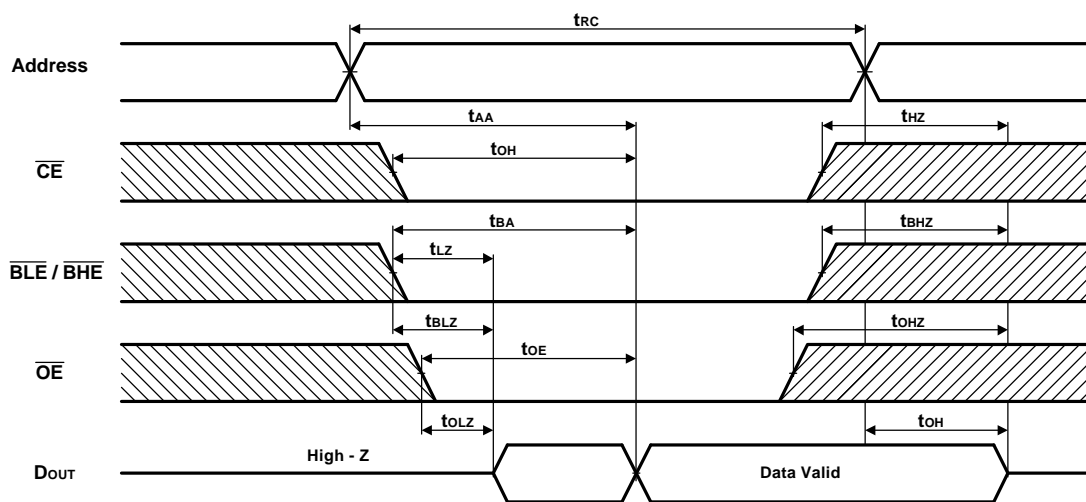 tRC
Address
tAA
tHZ
tOH
CE
tBA
tBHZ
tLZ
BLE / BHE
tBLZ
tOHZ
tOE
OE
tOLZ
tOH
High - Z
DOUT
Data Valid